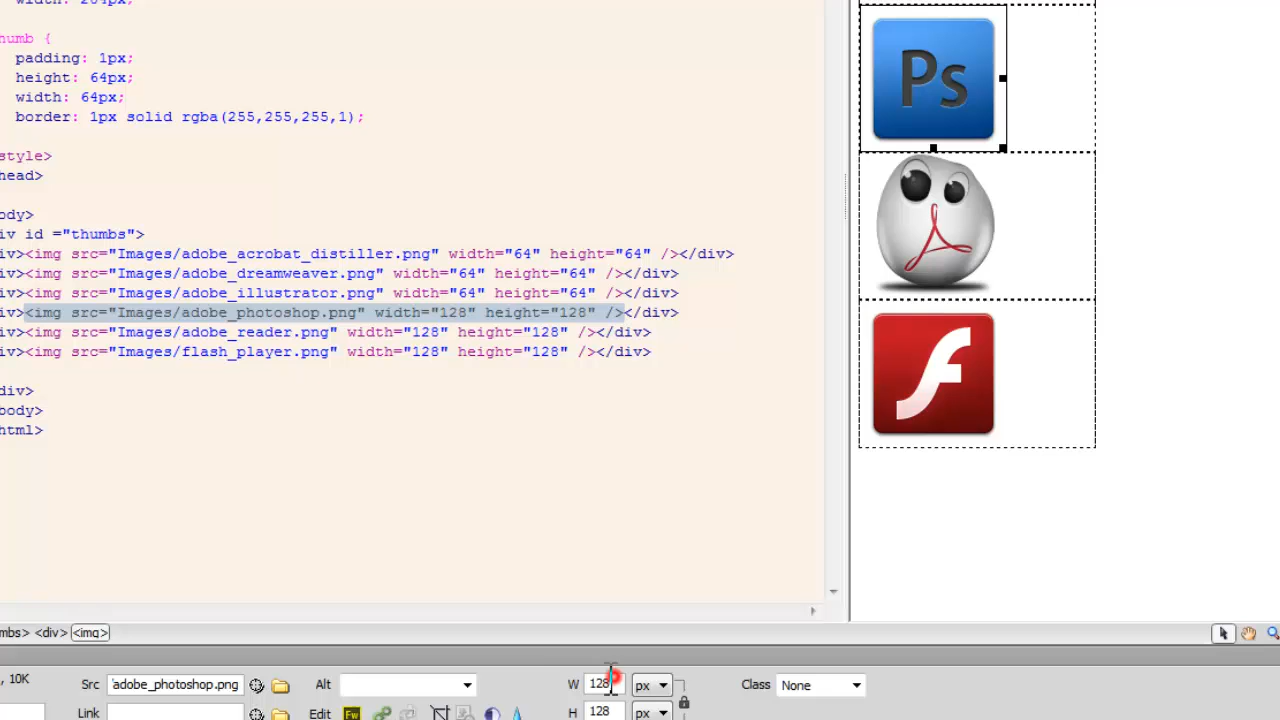 width: 264px;
humb {
padding: 1px;
height: 64px;
width: 64px;
border: 1px solid rgba(255,255,255,1);
style>
head>
ody>
iv id ="thumbs">
iv><img src="Images/adobe_acrobat_distiller.png" width="64" height="64" /></div>
iv><img src="Images/adobe_dreamweaver.png" width="64" height="64" /></div>
iv><img src="Images/adobe_illustrator.png" width="64" height="64" /></div>
iv><img src="Images/adobe_photoshop.png" width="128" height="128" /></div>
iv><img src="Images/adobe_reader.png" width="128" height="128" /></div>
iv><img src="Images/flash_player.png" width="128" height="128" /></div>
div>
body>
html>
Ps
mbs> <div> <img>
, 10K Src 'adobe_photoshop.png Alt W 128 px Class None
Link Edit Fw H 128 px